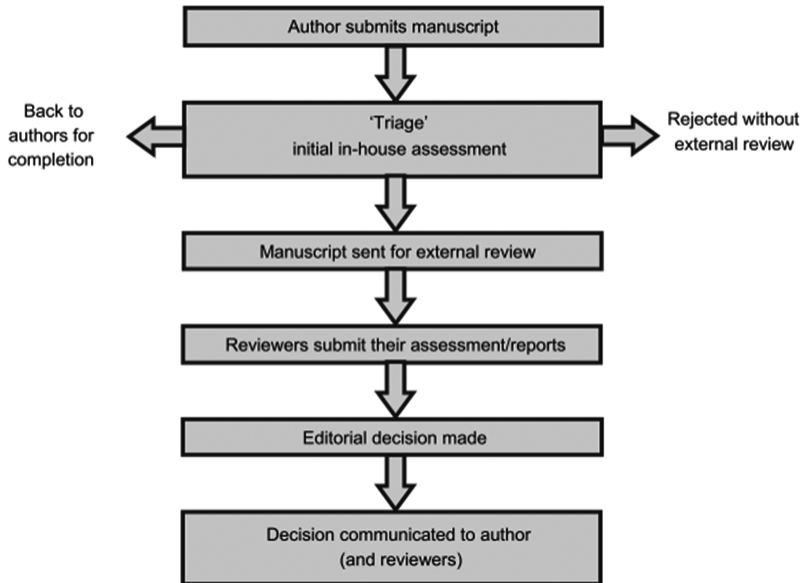 Author submits manuscript
Back to
authors for
completion
‘Triage’
initial in-house assessment
Rejected without
external review
Manuscript sent for external review
Reviewers submit their assessment/reports
Editorial decision made
Decision communicated to author
(and reviewers)